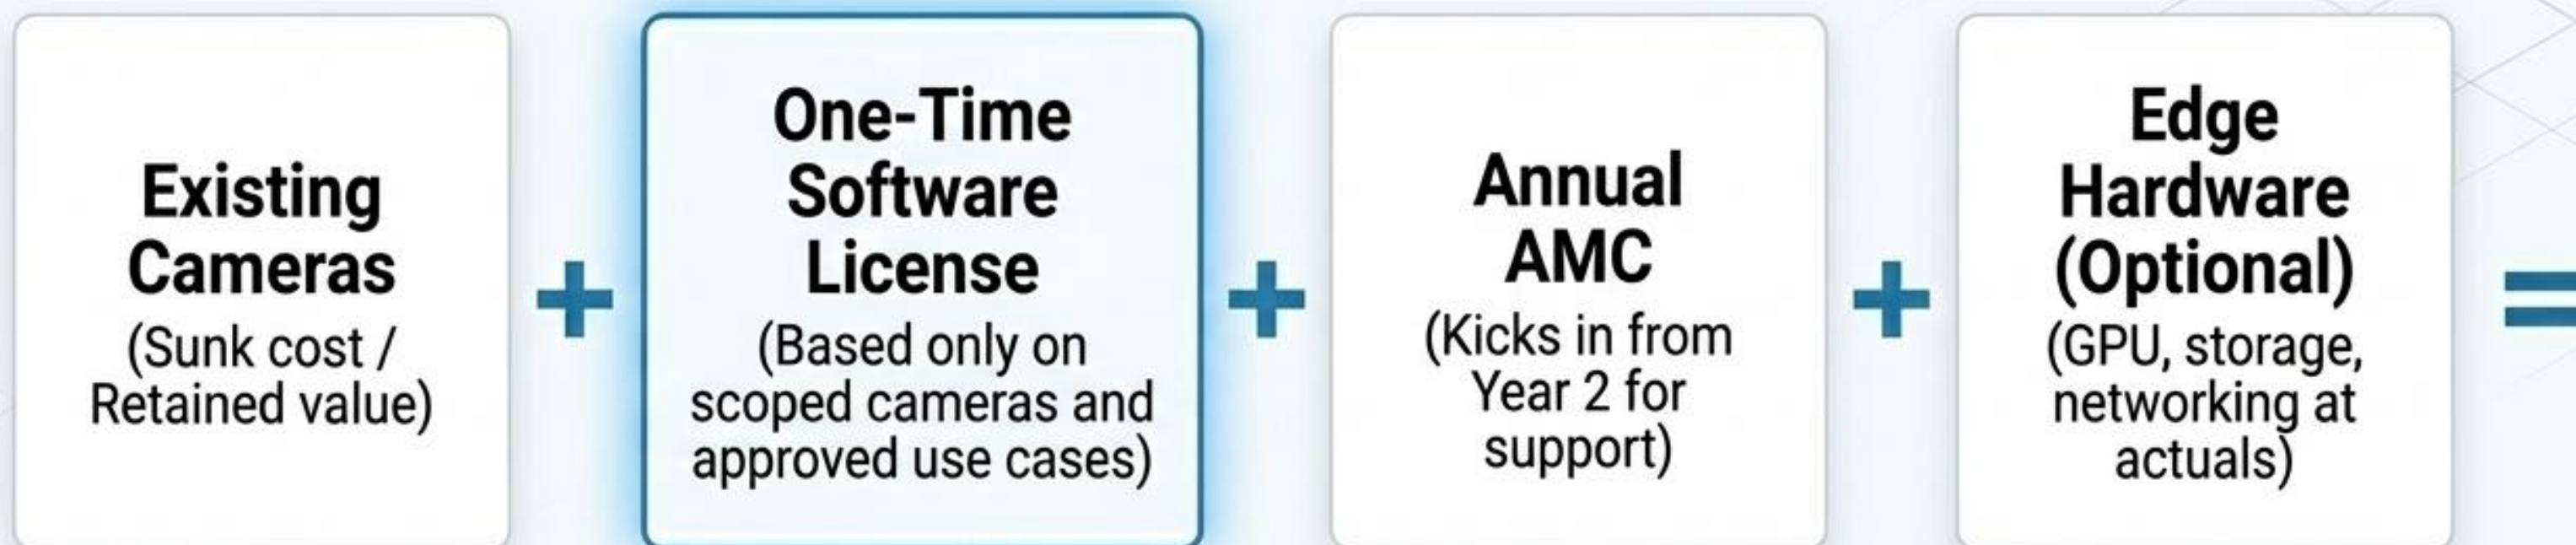 Existing
Cameras
(Sunk cost /
Retained value)
+
One-Time
Software
License
(Based only on
scoped cameras and
approved use cases)
+
Annual
AMC
(Kicks in from
Year 2 for
support)
+
Edge
Hardware
(Optional)
(GPU, storage,
networking at
actuals)
=